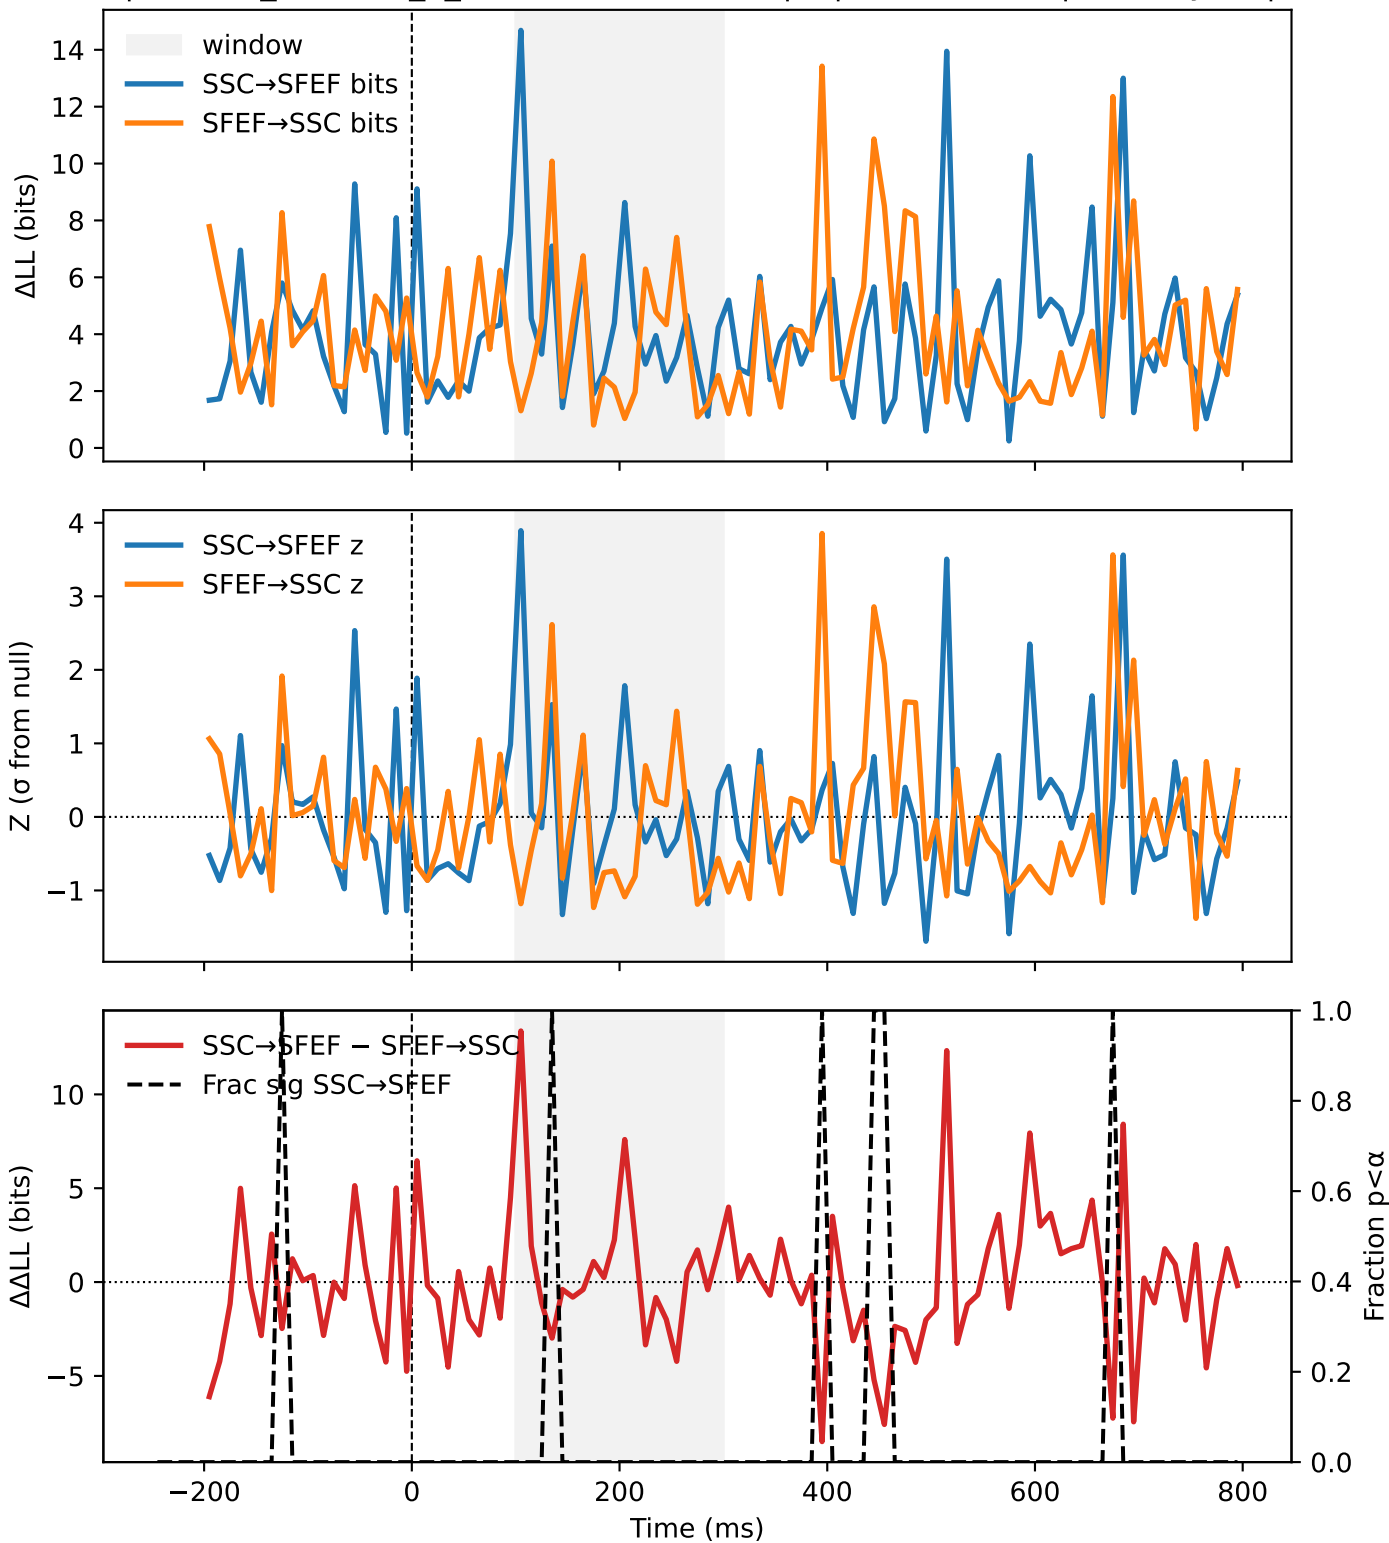 window
SSC→SFEF bits
SFEF→SSC bits
ΔLL (bits)
14
12
10
8
6
4
2
0
SSC→SFEF z
SFEF→SSC z
Z (σ from null)
4
3
2
1
0
−1
SSC→SFEF − SFEF→SSC
Frac sig SSC→SFEF
ΔΔLL (bits)
10
5
0
−5
1.0
0.8
0.6
0.4
0.2
0.0
Fraction p<α
−200
0
200
400
600
800
Time (ms)